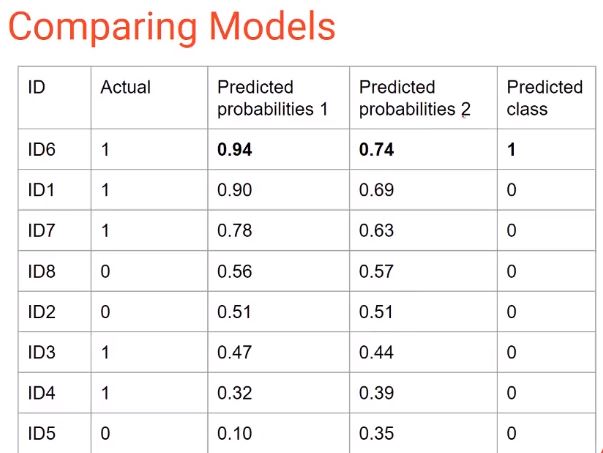 Comparing Models
ID Actual Predicted probabilities 1 Predicted probabilities 2 Predicted class
ID6 1 0.94 0.74 1
ID1 1 0.90 0.69 0
ID7 1 0.78 0.63 0
ID8 0 0.56 0.57 0
ID2 0 0.51 0.51 0
ID3 1 0.47 0.44 0
ID4 1 0.32 0.39 0
ID5 0 0.10 0.35 0